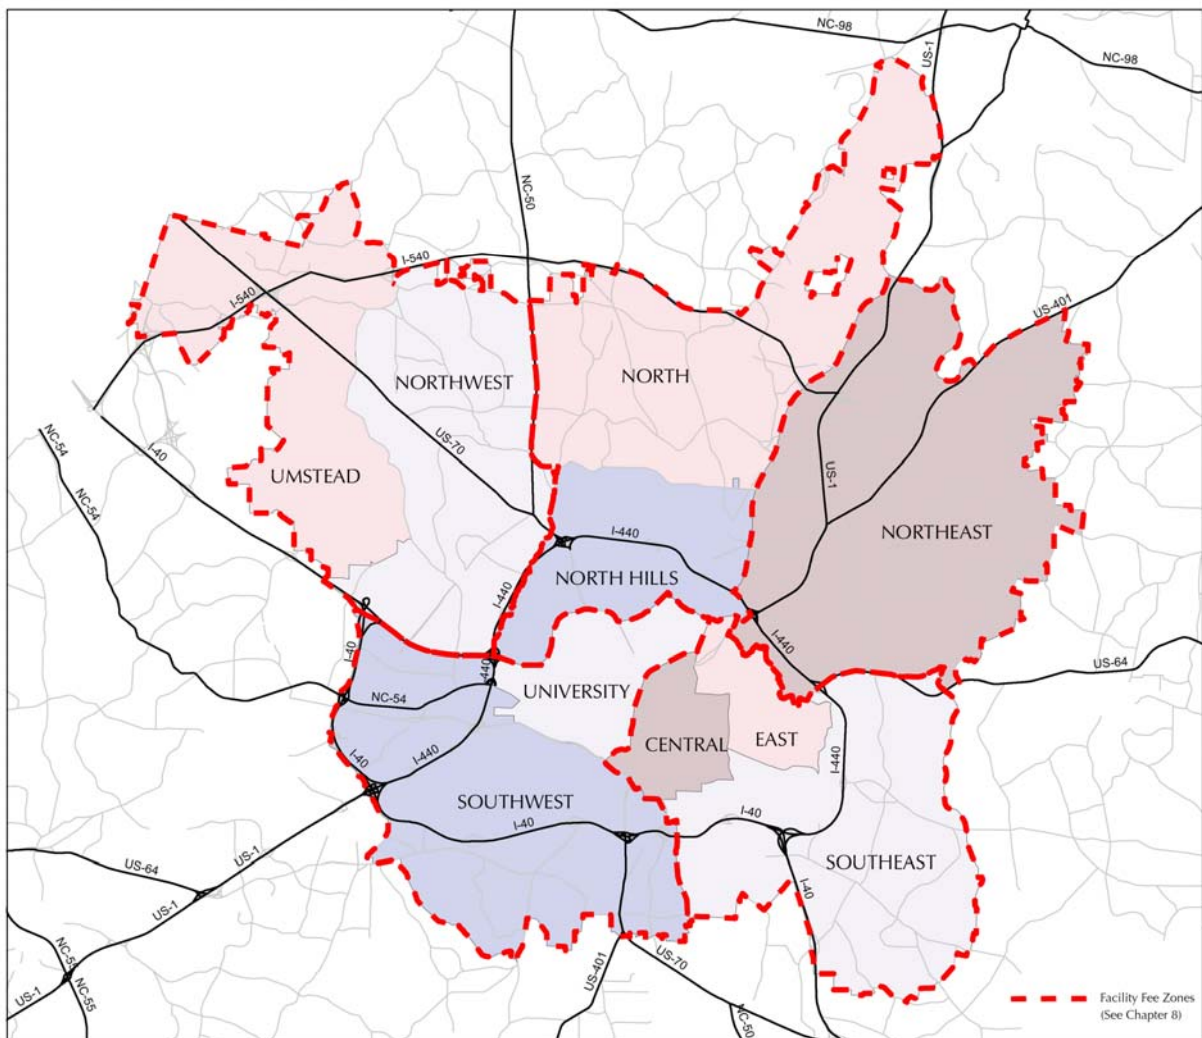 NC-98
US-1
NC-98
NC-50
I-540
I-540
US-401
NORTHWEST
NORTH
US-70
NC-54
I-40
UMSTEAD
US-1
NC-54
I-440
NORTHEAST
NORTH HILLS
I-440
I-440
I-40
440
US-64
NC-54
UNIVERSITY
CENTRAL
EAST
I-440
I-440
I-40
SOUTHWEST
I-40
I-40
US-1
US-64
SOUTHEAST
I-40
US-1
NC-55
US-70
US-401
NC-55
US-1
NC-50
Facility Fee Zones
(See Chapter 8)